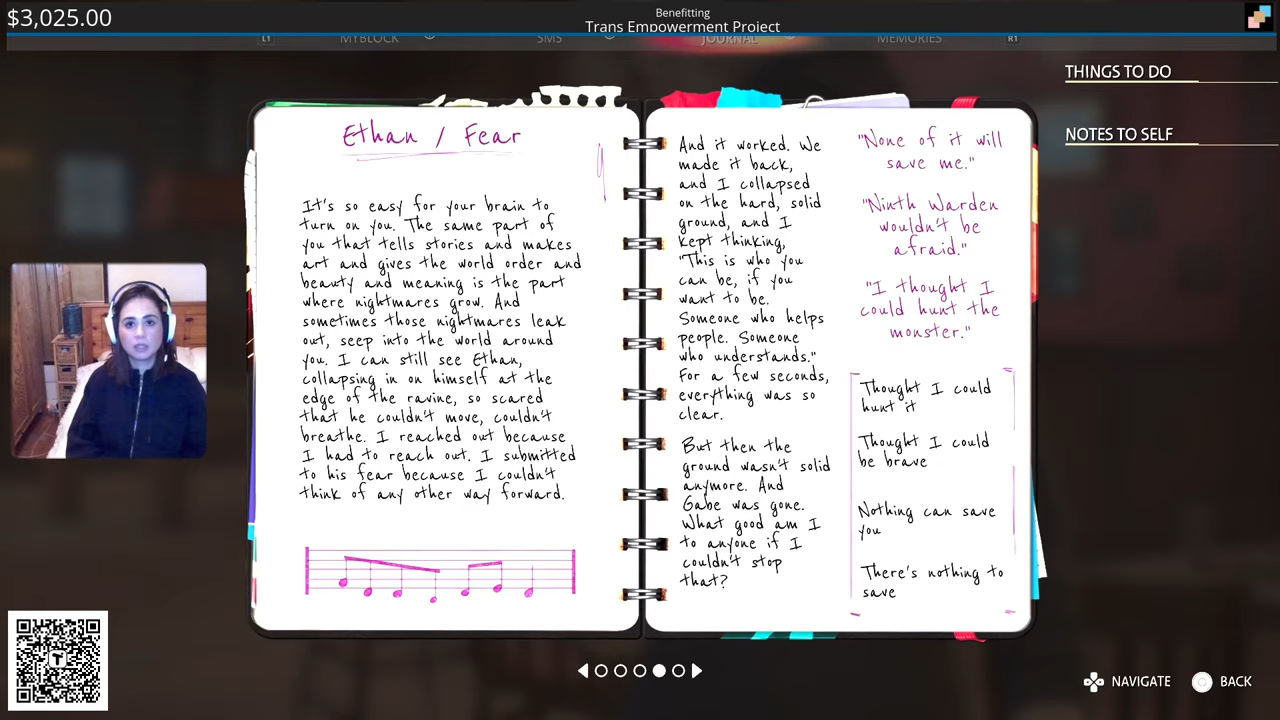 $3,025.00
Benefitting
Trans Empowerment Project
L1
MYBLOCK
SMS
JOURNAL
MEMORIES
R1
THINGS TO DO
NOTES TO SELF
Ethan / Fear
It's so easy for your brain to
turn on you. The same part of
you that tells stories and makes
art and gives the world order and
beauty and meaning is the part
where nightmares grow. And
sometimes those nightmares leak
out, seep into the world around
you. I can still see Ethan,
collapsing in on himself at the
edge of the ravine, so scared
that he couldn't move, couldn't
breathe. I reached out because
I had to reach out. I submitted
to his fear because I couldn't
think of any other way forward.
And it worked. We
made it back,
and I collapsed
on the hard, solid
ground, and I
kept thinking,
"This is who you
can be, if you
want to be.
Someone who helps
people. Someone
who understands."
For a few seconds,
everything was so
clear.
But then the
ground wasn't solid
anymore. And
Gabe was gone.
What good am I
to anyone if I
couldn't stop
that?
"None of it will
save me."
"Ninth Warden
wouldn't be
afraid."
"I thought I
could hunt the
monster."
Thought I could
hunt it
Thought I could
be brave
Nothing can save
you
There's nothing to
save
NAVIGATE
BACK